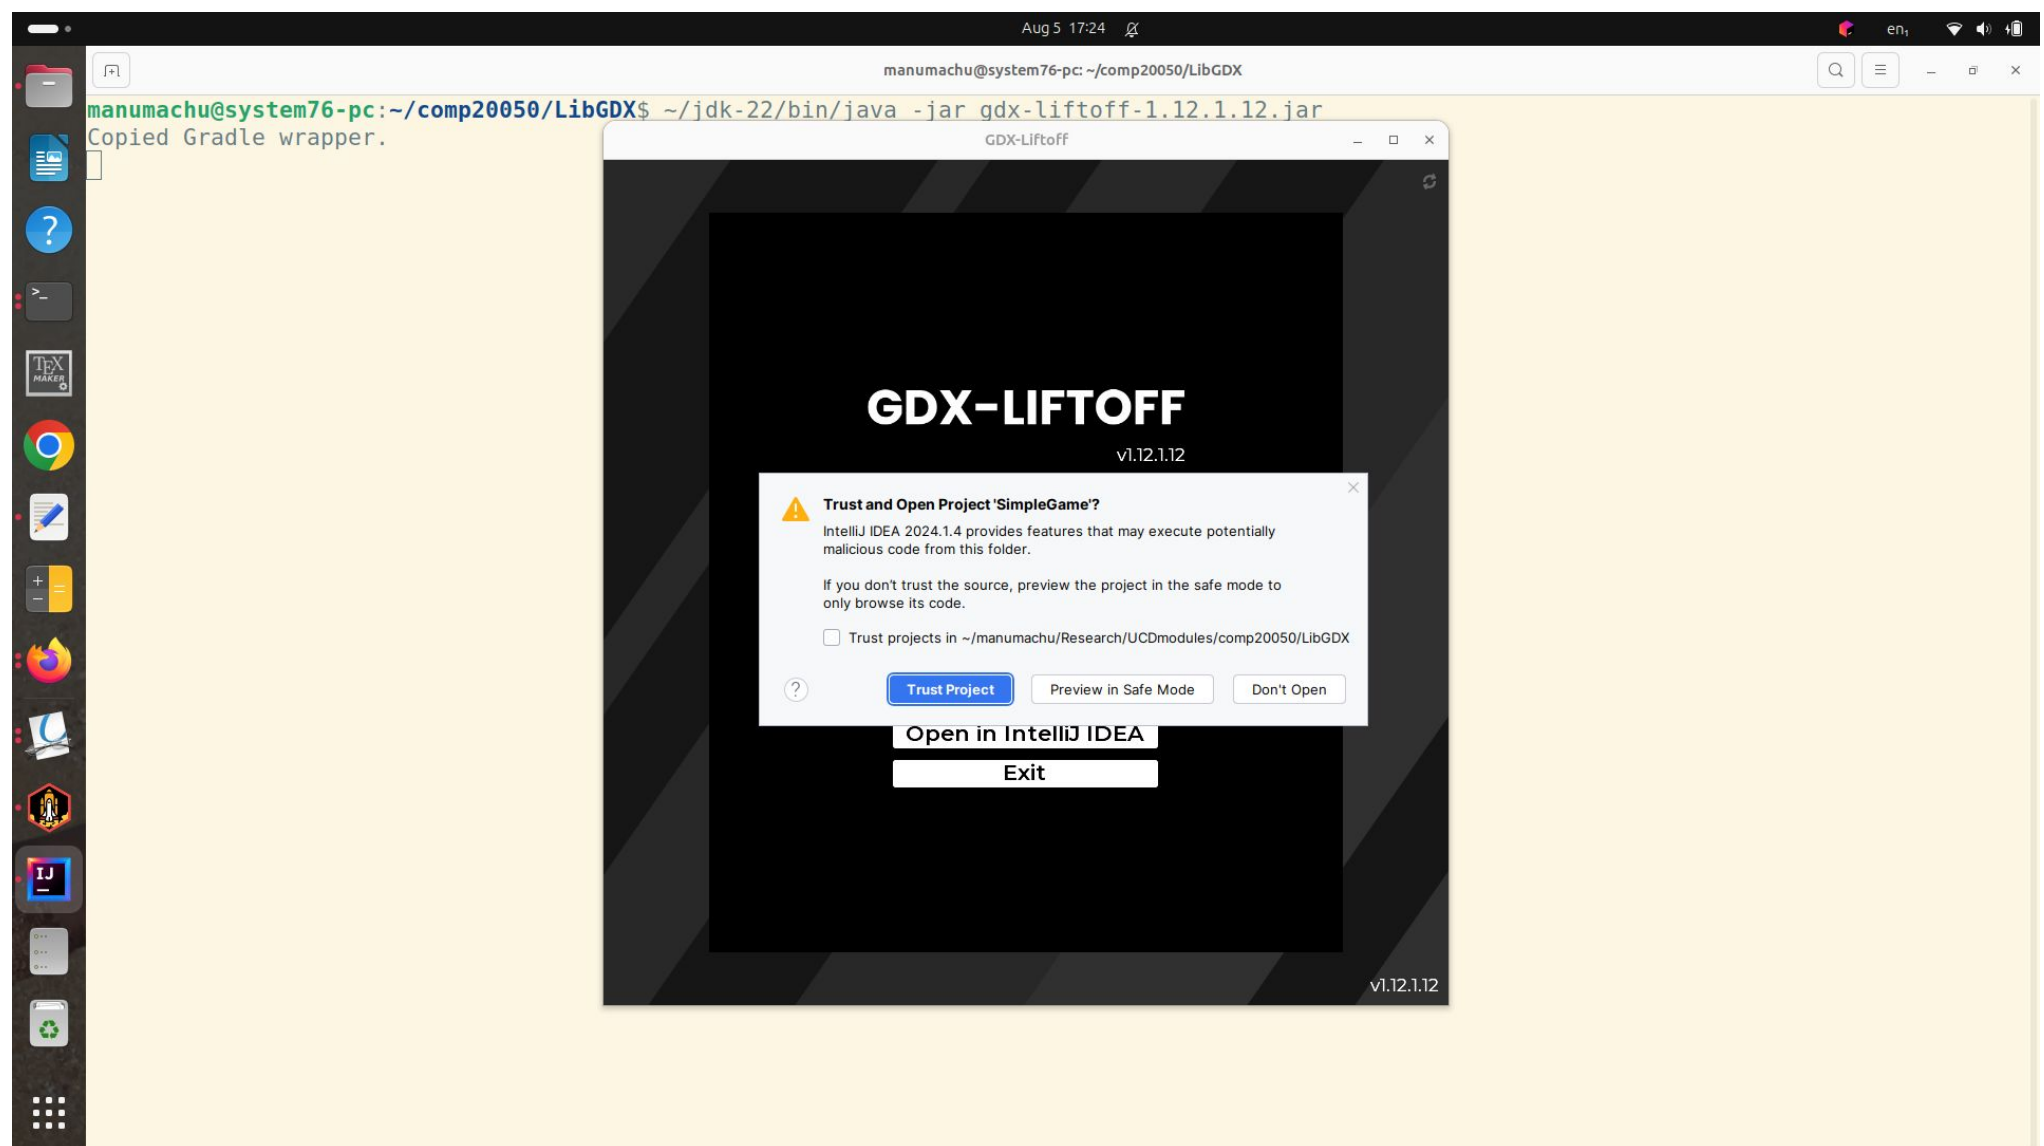 Aug 5 17:24
en₁
manumachu@system76-pc: ~/comp20050/LibGDX
manumachu@system76-pc:~/comp20050/LibGDX$ ~/jdk-22/bin/java -jar gdx-liftoff-1.12.1.12.jar
Copied Gradle wrapper.
GDX-Liftoff
GDX-LIFTOFF
v1.12.1.12
Trust and Open Project 'SimpleGame'?
IntelliJ IDEA 2024.1.4 provides features that may execute potentially
malicious code from this folder.
If you don't trust the source, preview the project in the safe mode to
only browse its code.
Trust projects in ~/manumachu/Research/UCDmodules/comp20050/LibGDX
?
Trust Project
Preview in Safe Mode
Don't Open
Open in IntelliJ IDEA
Exit
v1.12.1.12
?
>_
TEX
MAKER
IJ